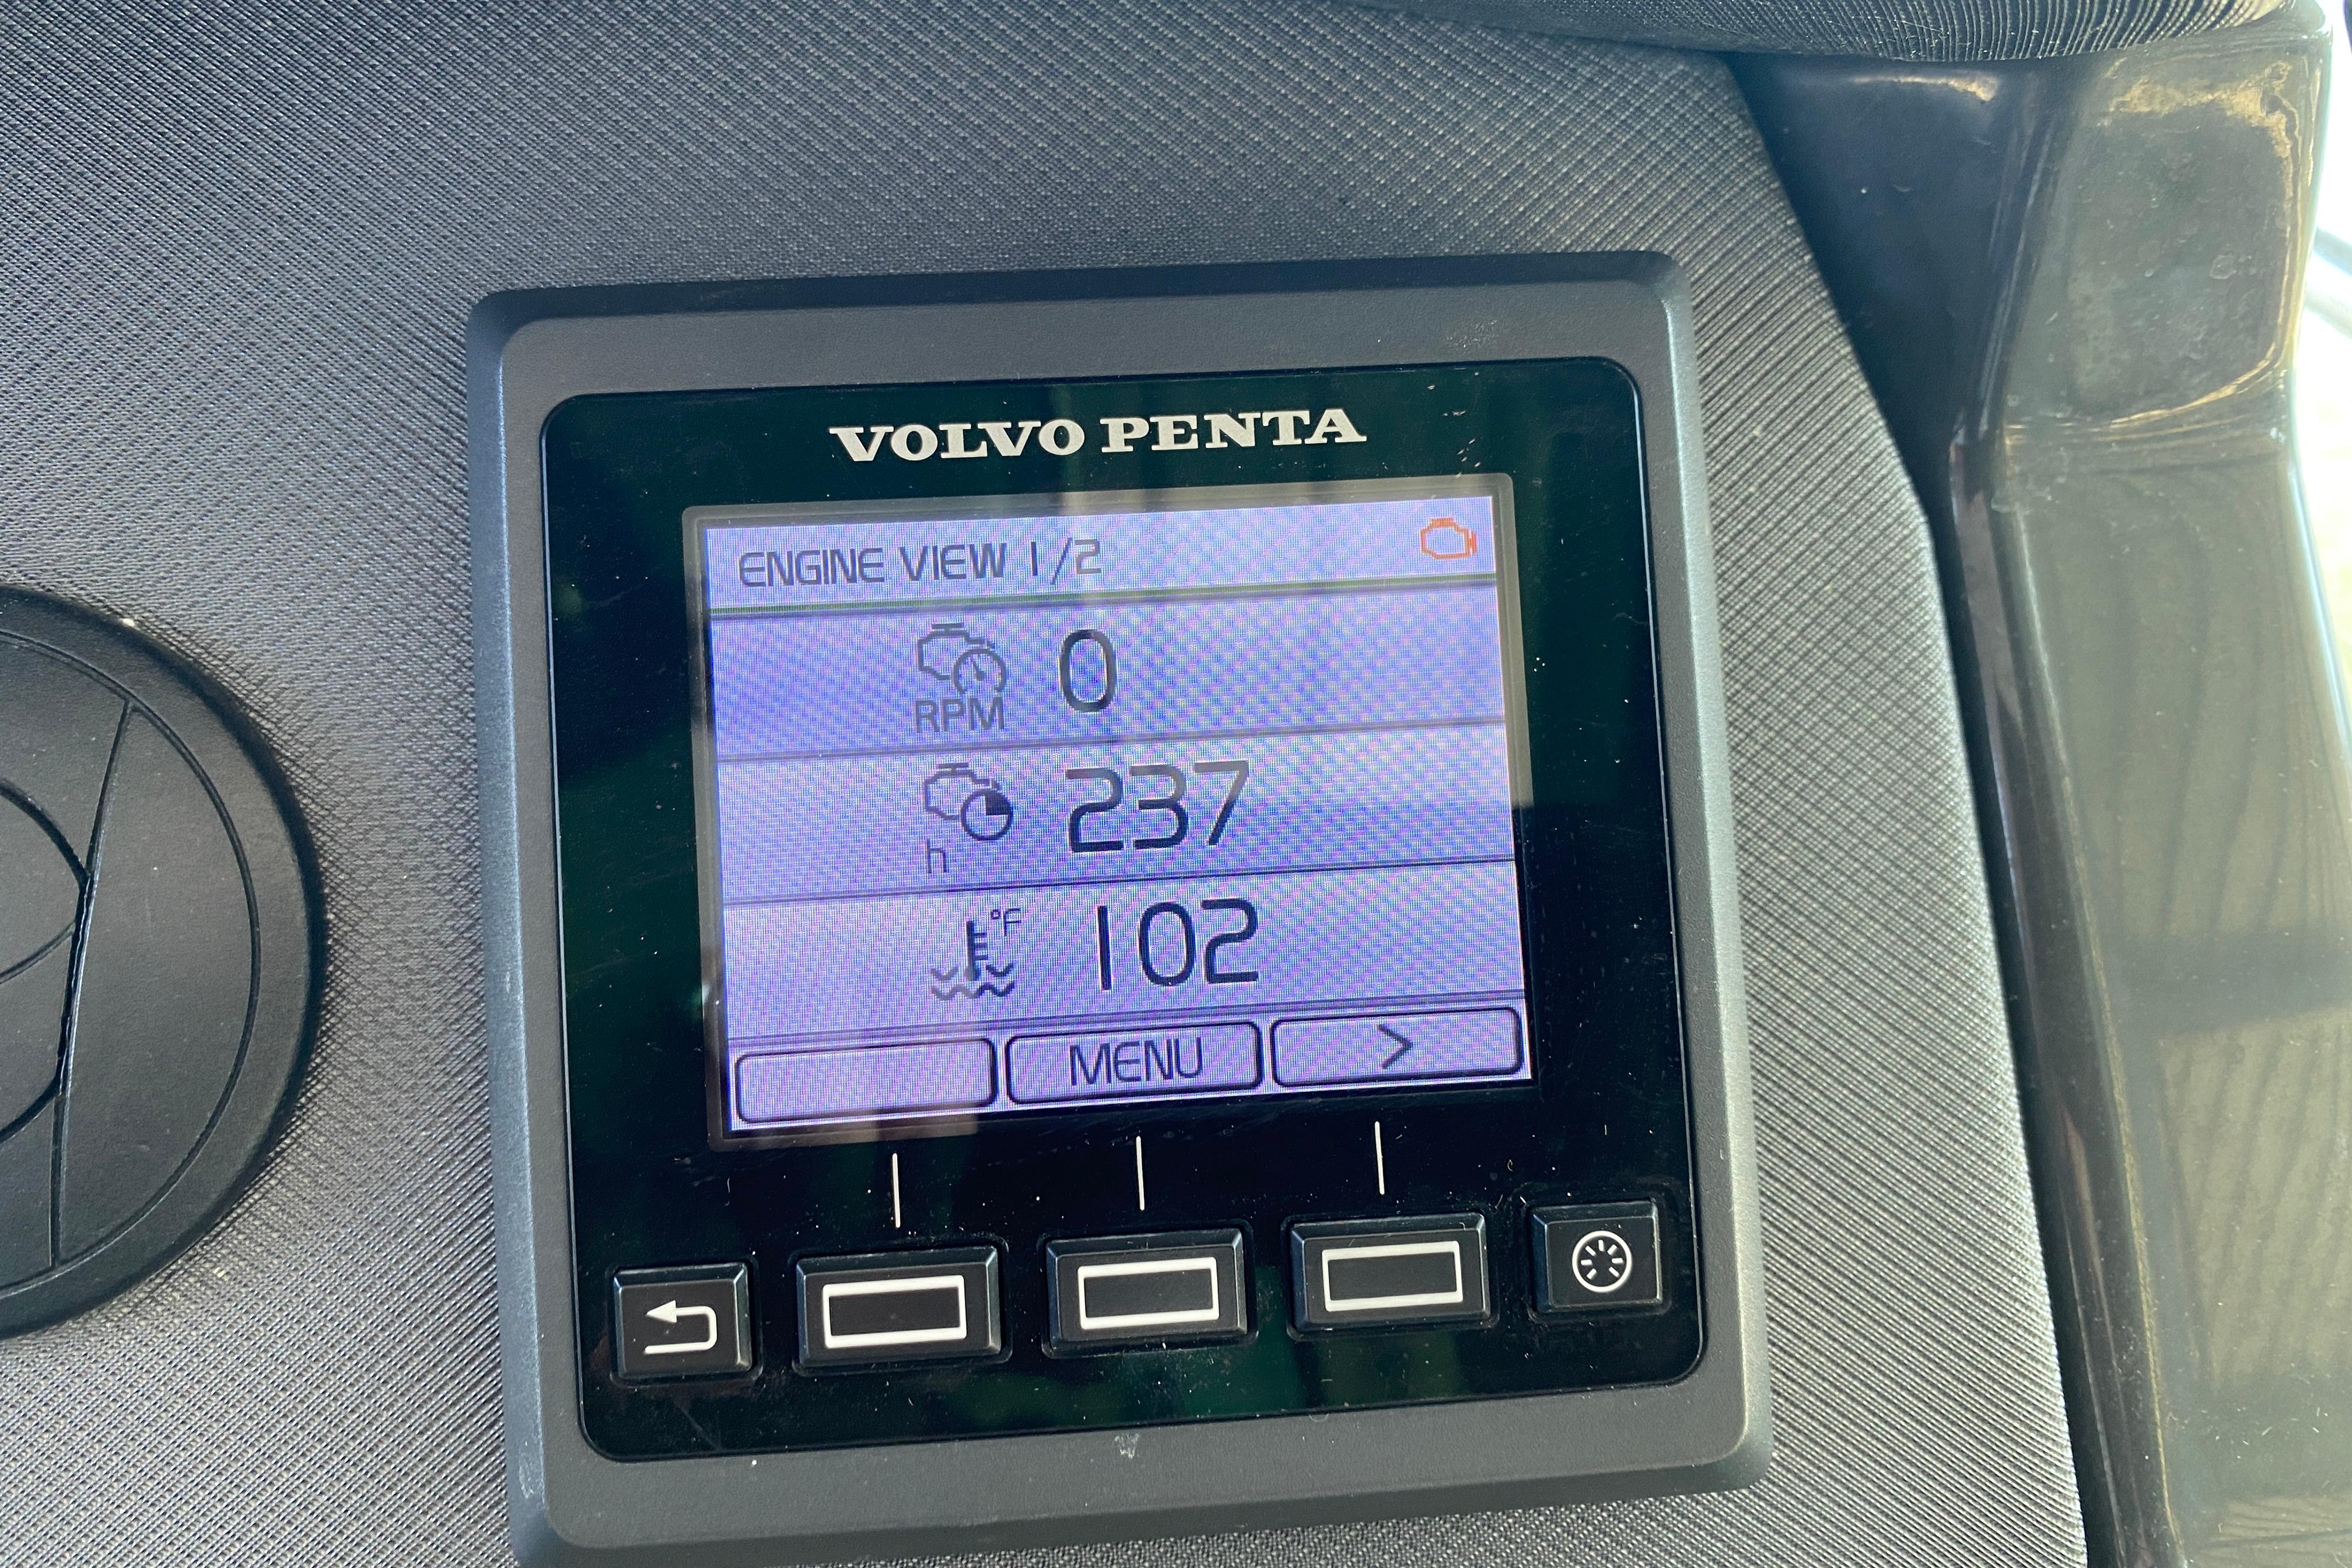 VOLVO PENTA
ENGINE VIEW 1/2
RPM 0
h 237
°F 102
MENU >